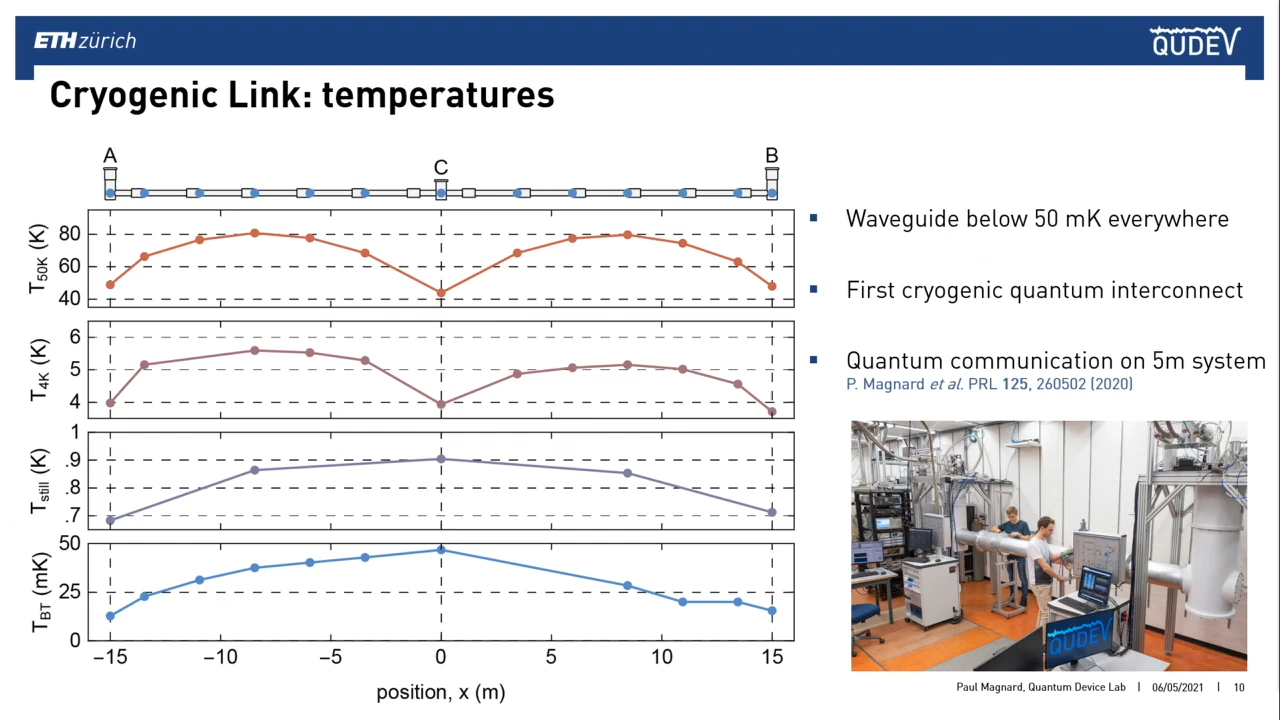 ETH zürich
QUDEV
Cryogenic Link: temperatures
A
C
B
T50K (K)
80
60
40
T4K (K)
6
5
4
Tstill (K)
1
.9
.8
.7
TBT (mK)
50
25
0
−15
−10
−5
0
5
10
15
position, x (m)
Waveguide below 50 mK everywhere
First cryogenic quantum interconnect
Quantum communication on 5m system
P. Magnard et al. PRL 125, 260502 (2020)
QUDEV
Paul Magnard, Quantum Device Lab | 06/05/2021 | 10